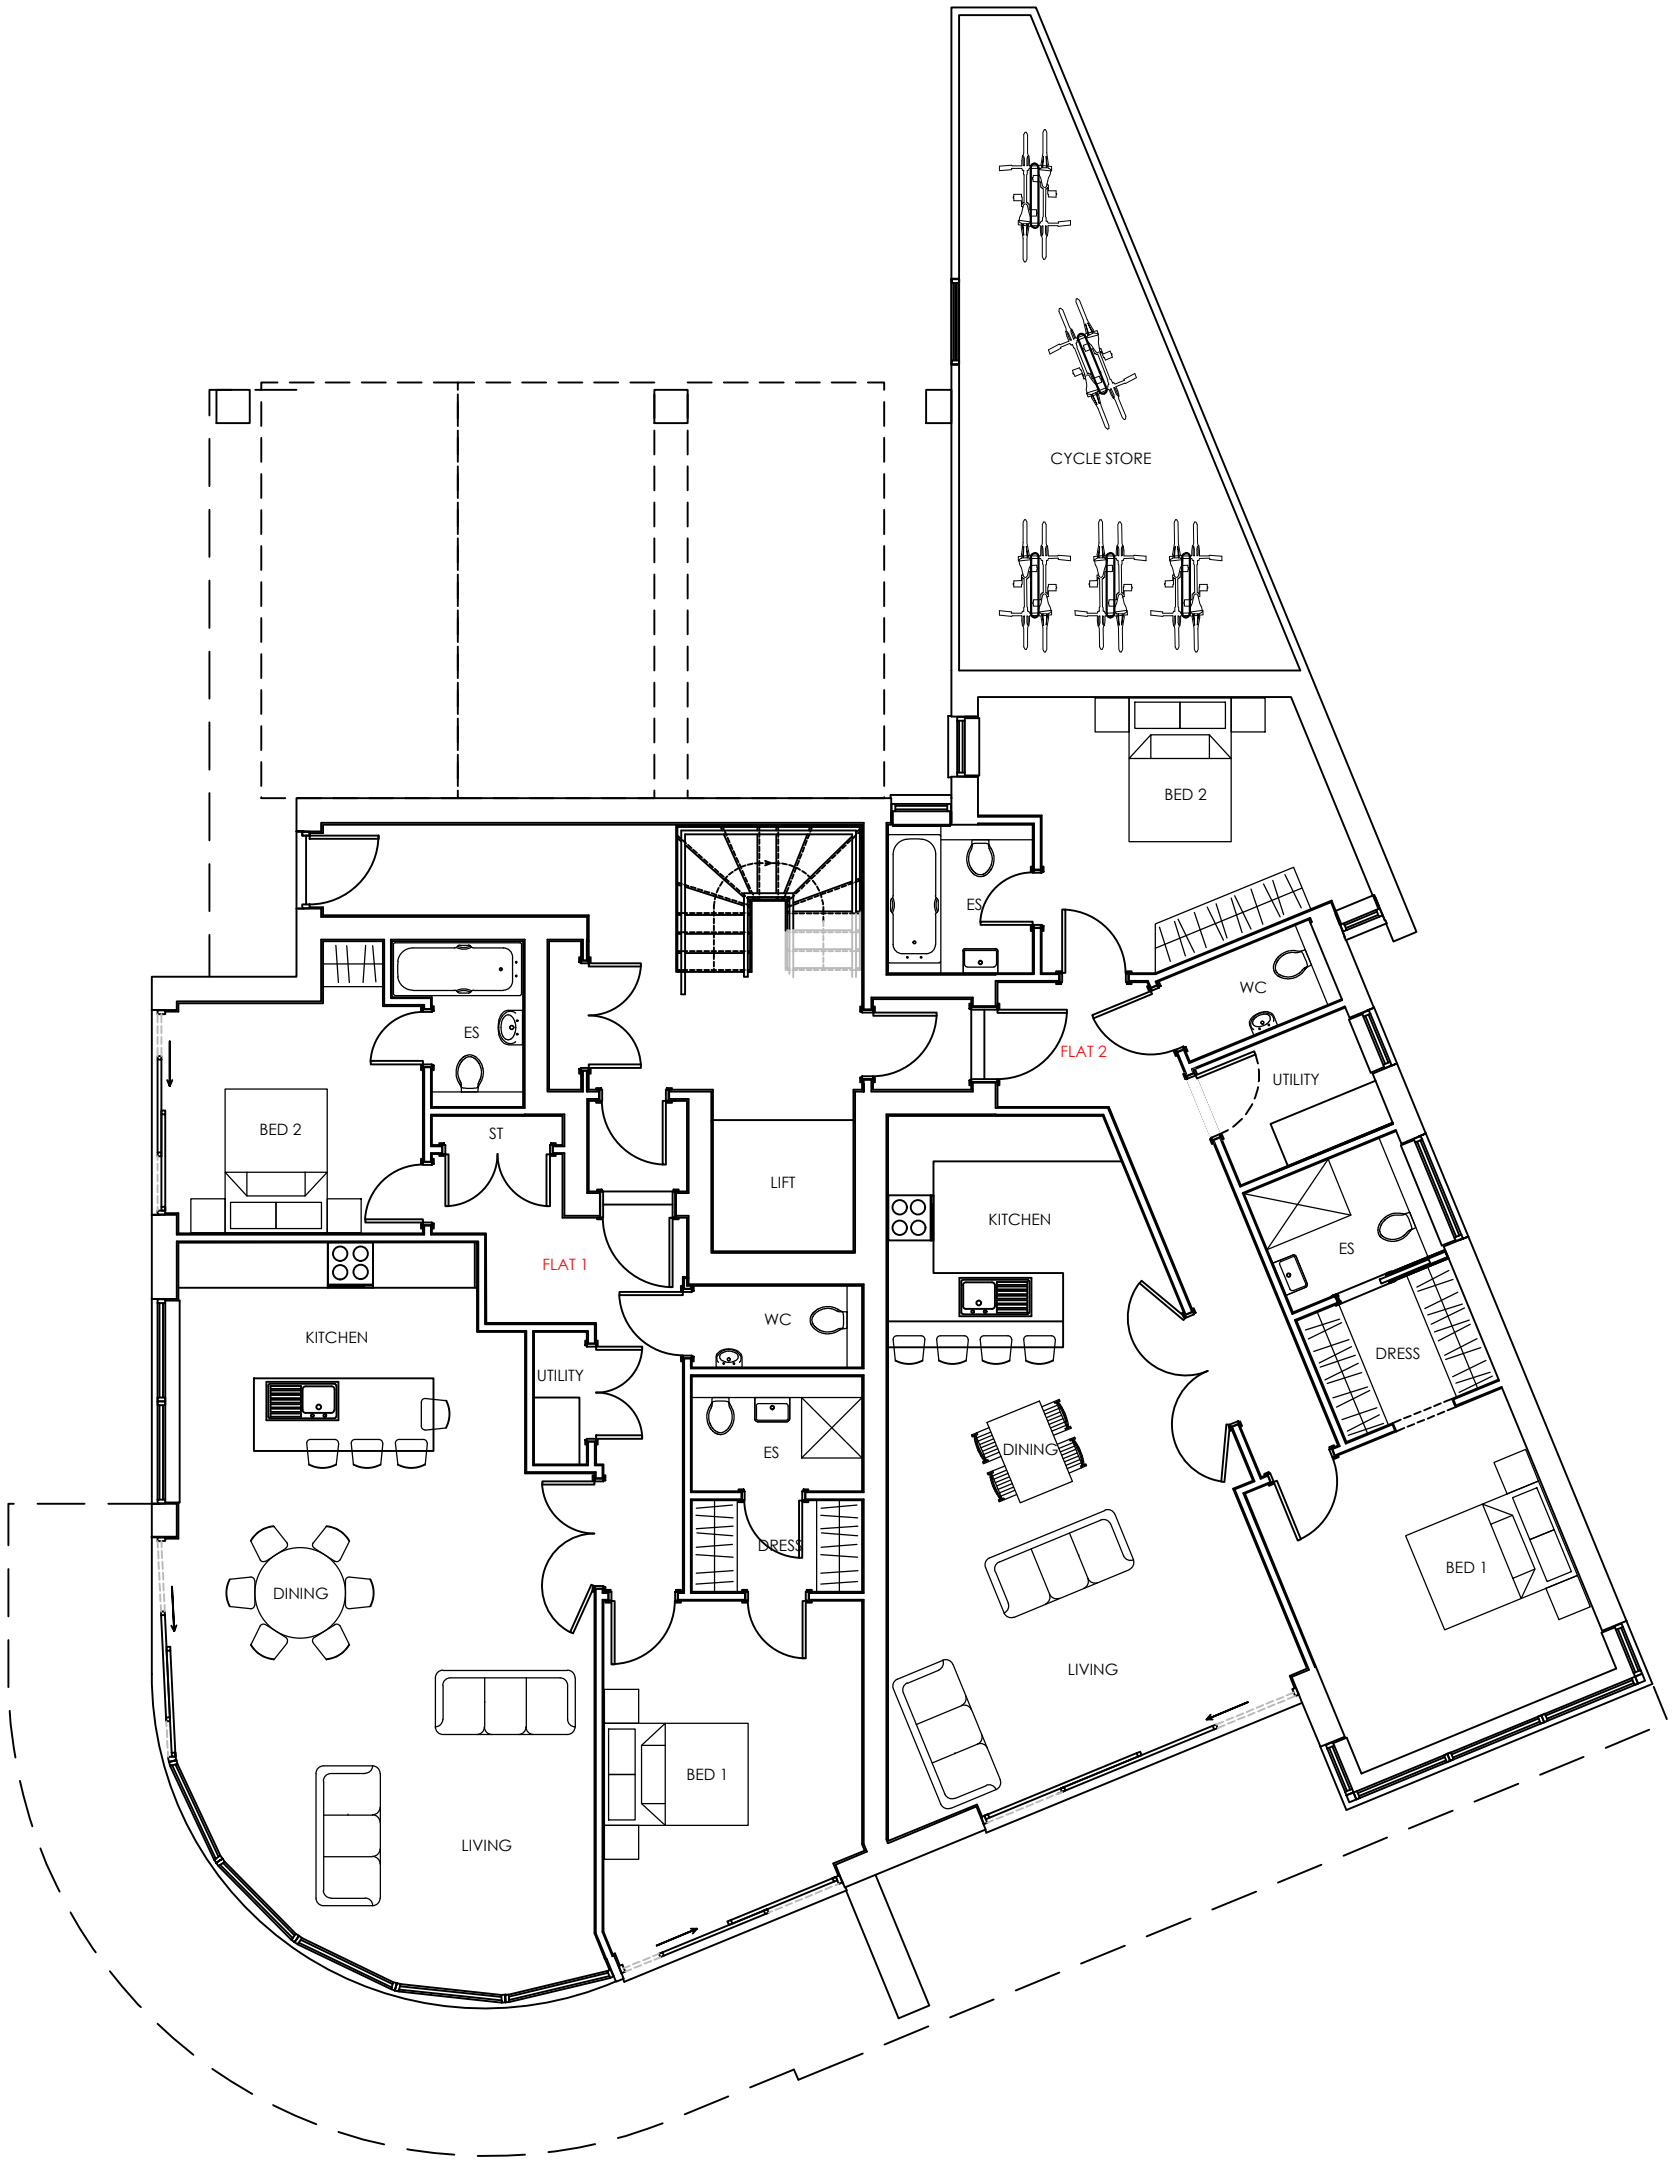 CYCLE STORE
BED 2
ES
WC
FLAT 2
UTILITY
ES
BED 2
ST
LIFT
KITCHEN
ES
FLAT 1
WC
KITCHEN
DRESS
UTILITY
DINING
ES
DRESS
BED 1
DINING
LIVING
BED 1
LIVING